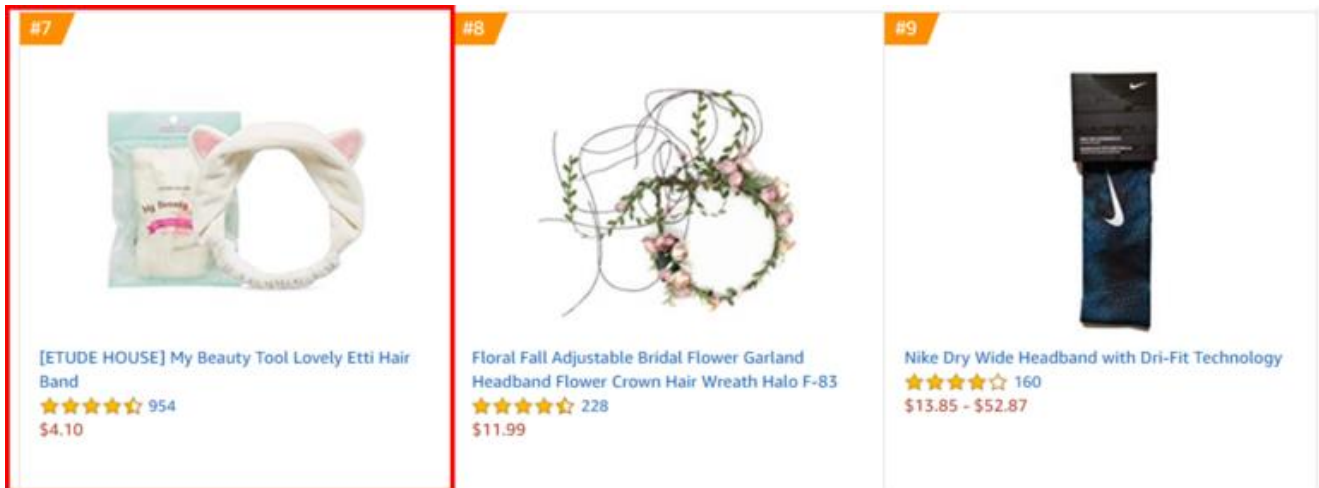 #7
#8
#9
My Beauty
[ETUDE HOUSE] My Beauty Tool Lovely Etti Hair
Band
954
$4.10
Floral Fall Adjustable Bridal Flower Garland
Headband Flower Crown Hair Wreath Halo F-83
228
$11.99
Nike Dry Wide Headband with Dri-Fit Technology
160
$13.85 - $52.87